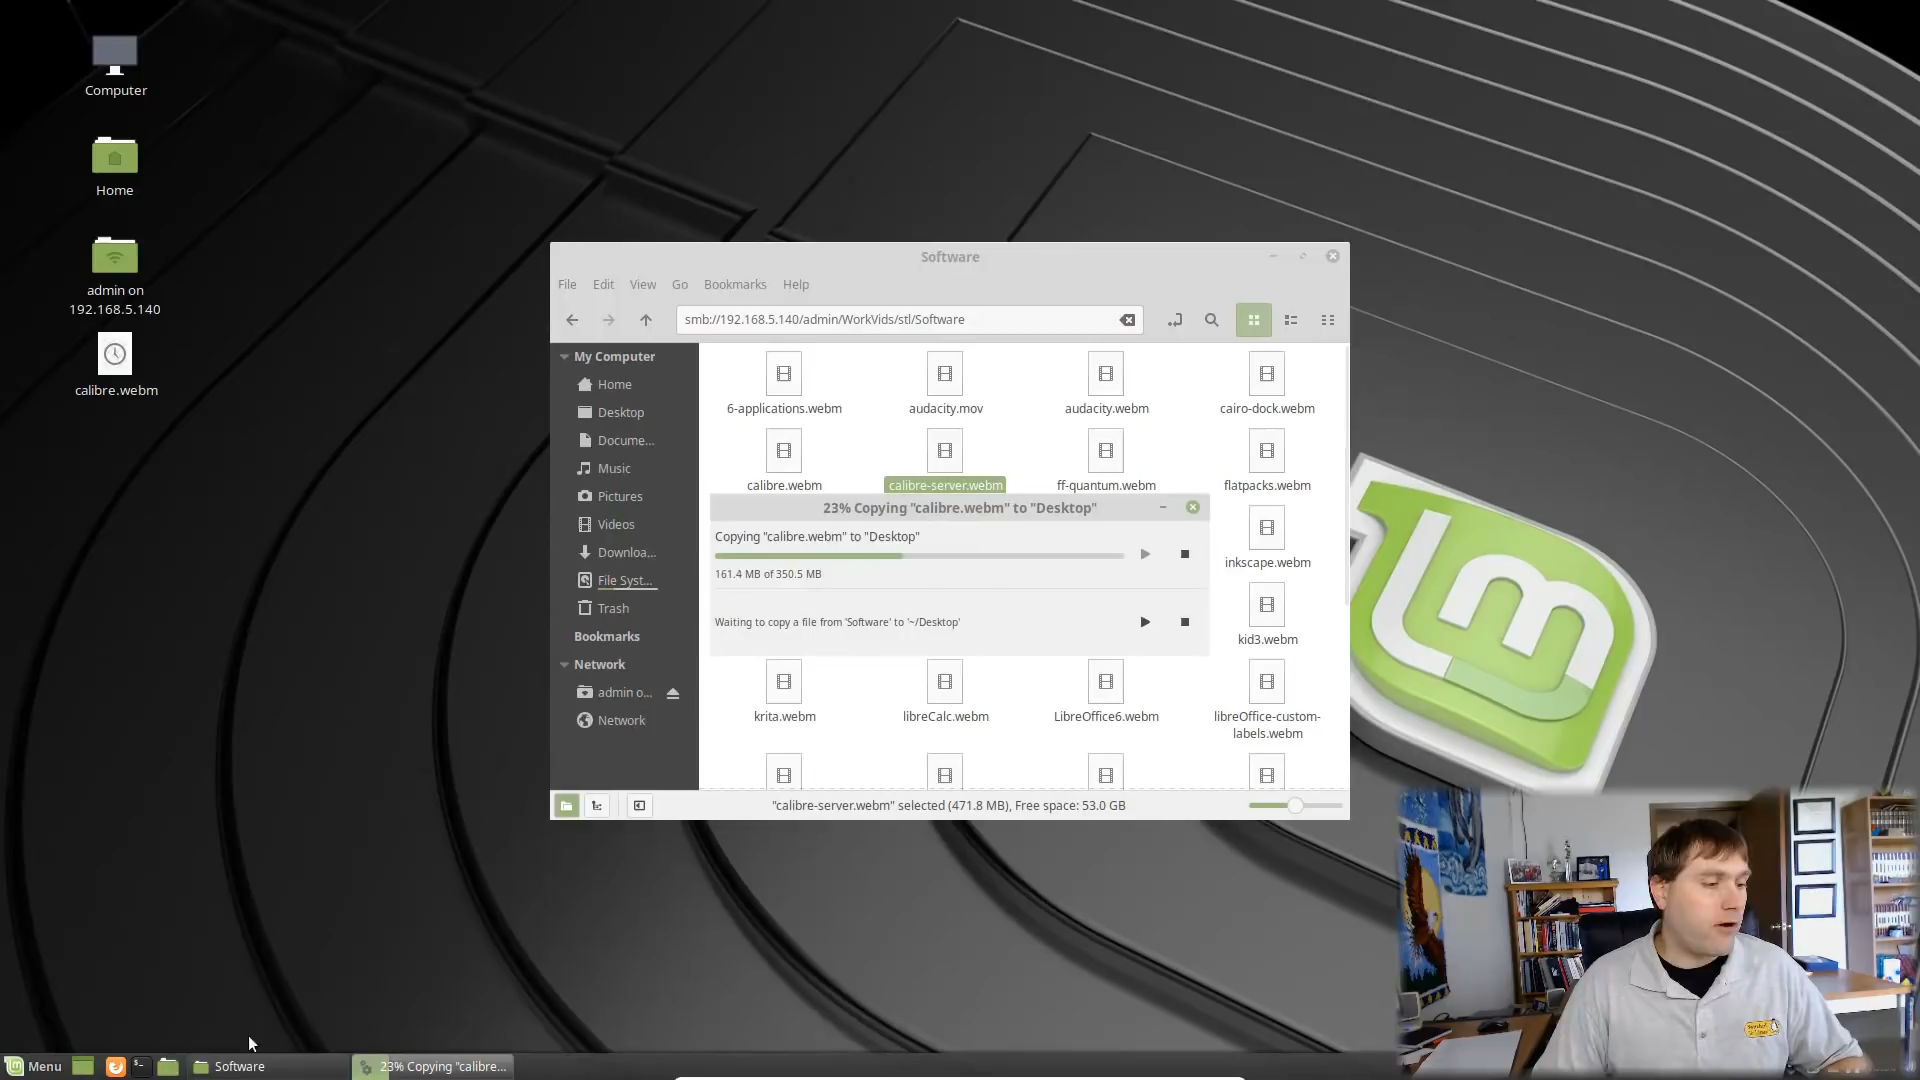 Computer
Home
admin on
192.168.5.140
calibre.webm
Software
File Edit View Go Bookmarks Help
smb://192.168.5.140/admin/WorkVids/stl/Software
My Computer
Home
Desktop
Docume...
Music
Pictures
Videos
Downloa...
File Syst...
Trash
Bookmarks
Network
admin o...
Network
6-applications.webm audacity.mov audacity.webm cairo-dock.webm
calibre.webm calibre-server.webm ff-quantum.webm flatpacks.webm
inkscape.webm
kid3.webm
krita.webm libreCalc.webm LibreOffice6.webm libreOffice-custom-
labels.webm
23% Copying "calibre.webm" to "Desktop"
Copying "calibre.webm" to "Desktop"
161.4 MB of 350.5 MB
Waiting to copy a file from 'Software' to '~/Desktop'
"calibre-server.webm" selected (471.8 MB), Free space: 53.0 GB
Menu Software 23% Copying "calibre...